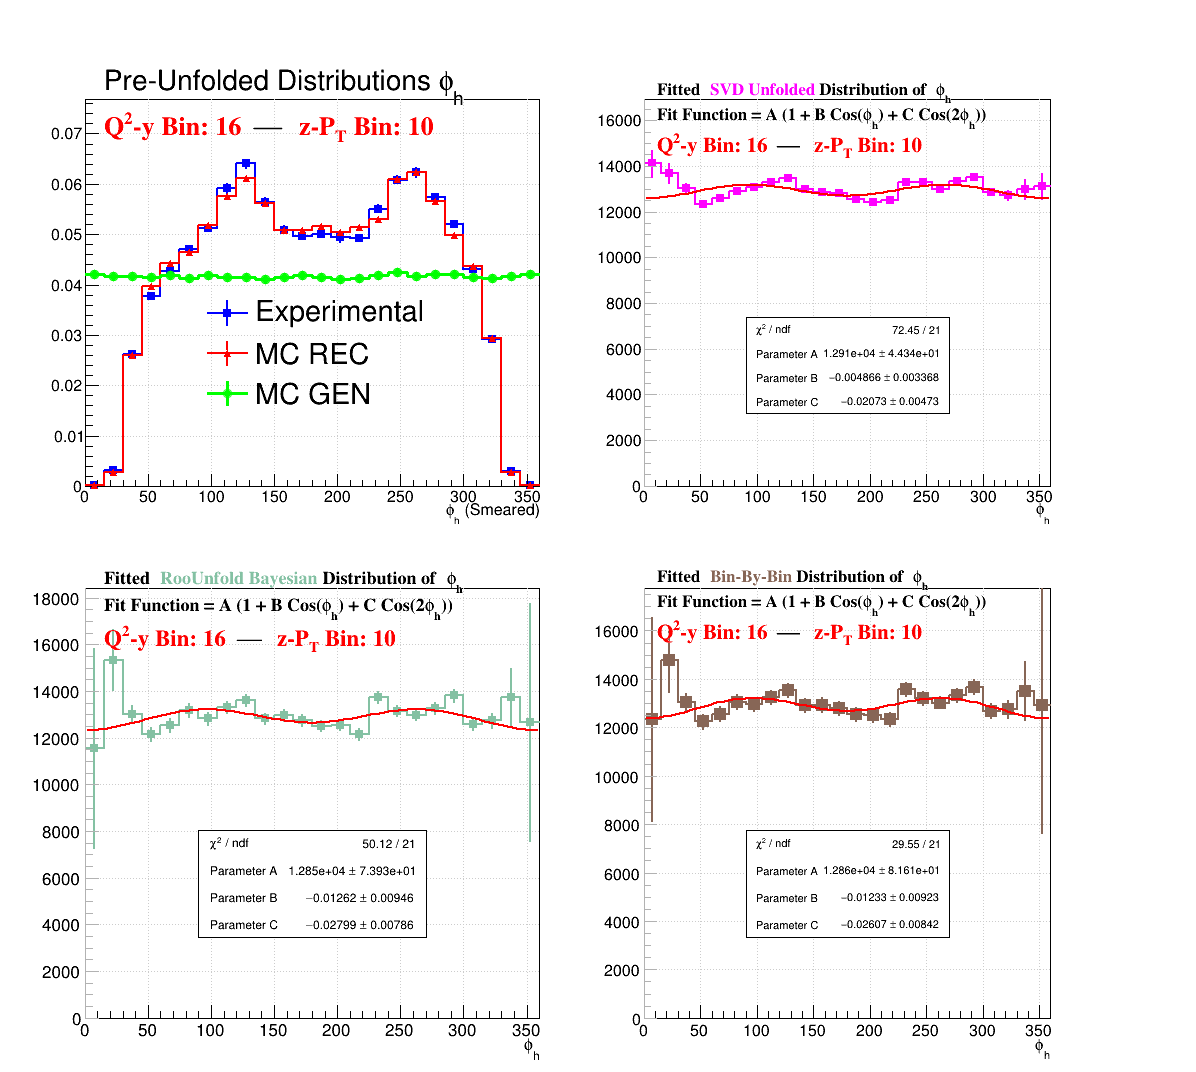 Pre-Unfolded Distributions ϕh
Q2-y Bin: 16 — z-PT Bin: 10
0.07
0.06
0.05
0.04
0.03
0.02
0.01
0
Experimental
MC REC
MC GEN
0 50 100 150 200 250 300 350
ϕh (Smeared)
Fitted SVD Unfolded Distribution of ϕh
Fit Function = A (1 + B Cos(ϕh) + C Cos(2ϕh))
Q2-y Bin: 16 — z-PT Bin: 10
16000
14000
12000
10000
8000
6000
4000
2000
0
χ2 / ndf 72.45 / 21
Parameter A 1.291e+04 ± 4.434e+01
Parameter B −0.004866 ± 0.003368
Parameter C −0.02073 ± 0.00473
0 50 100 150 200 250 300 350
ϕh
Fitted RooUnfold Bayesian Distribution of ϕh
Fit Function = A (1 + B Cos(ϕh) + C Cos(2ϕh))
Q2-y Bin: 16 — z-PT Bin: 10
18000
16000
14000
12000
10000
8000
6000
4000
2000
0
χ2 / ndf 50.12 / 21
Parameter A 1.285e+04 ± 7.393e+01
Parameter B −0.01262 ± 0.00946
Parameter C −0.02799 ± 0.00786
0 50 100 150 200 250 300 350
ϕh
Fitted Bin-By-Bin Distribution of ϕh
Fit Function = A (1 + B Cos(ϕh) + C Cos(2ϕh))
Q2-y Bin: 16 — z-PT Bin: 10
16000
14000
12000
10000
8000
6000
4000
2000
0
χ2 / ndf 29.55 / 21
Parameter A 1.286e+04 ± 8.161e+01
Parameter B −0.01233 ± 0.00923
Parameter C −0.02607 ± 0.00842
0 50 100 150 200 250 300 350
ϕh